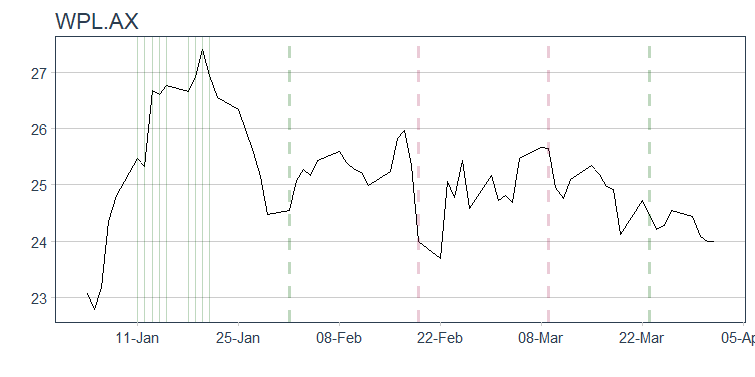 WPL.AX
27
26
25
24
23
11-Jan
25-Jan
08-Feb
22-Feb
08-Mar
22-Mar
05-Ap